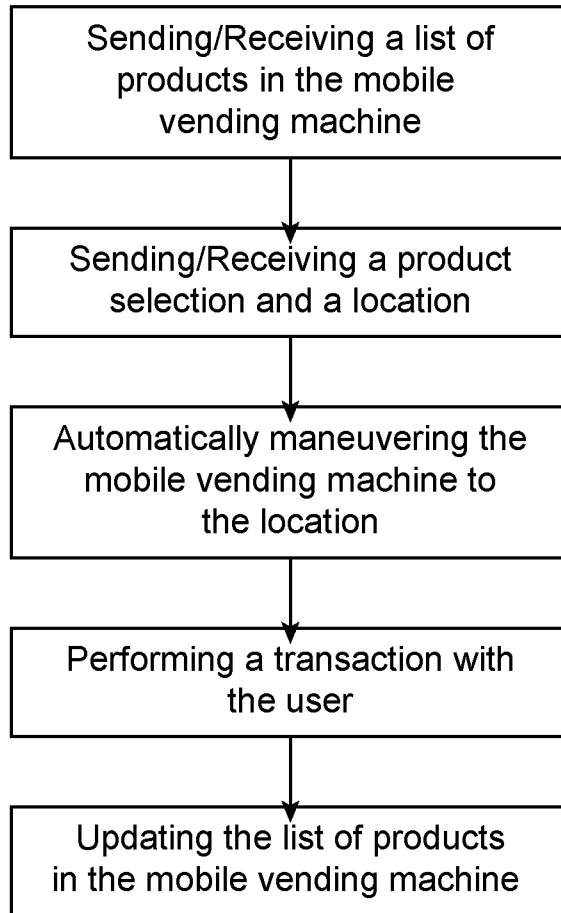 Sending/Receiving a list of
products in the mobile
vending machine
Sending/Receiving a product
selection and a location
Automatically maneuvering the
mobile vending machine to
the location
Performing a transaction with
the user
Updating the list of products
in the mobile vending machine